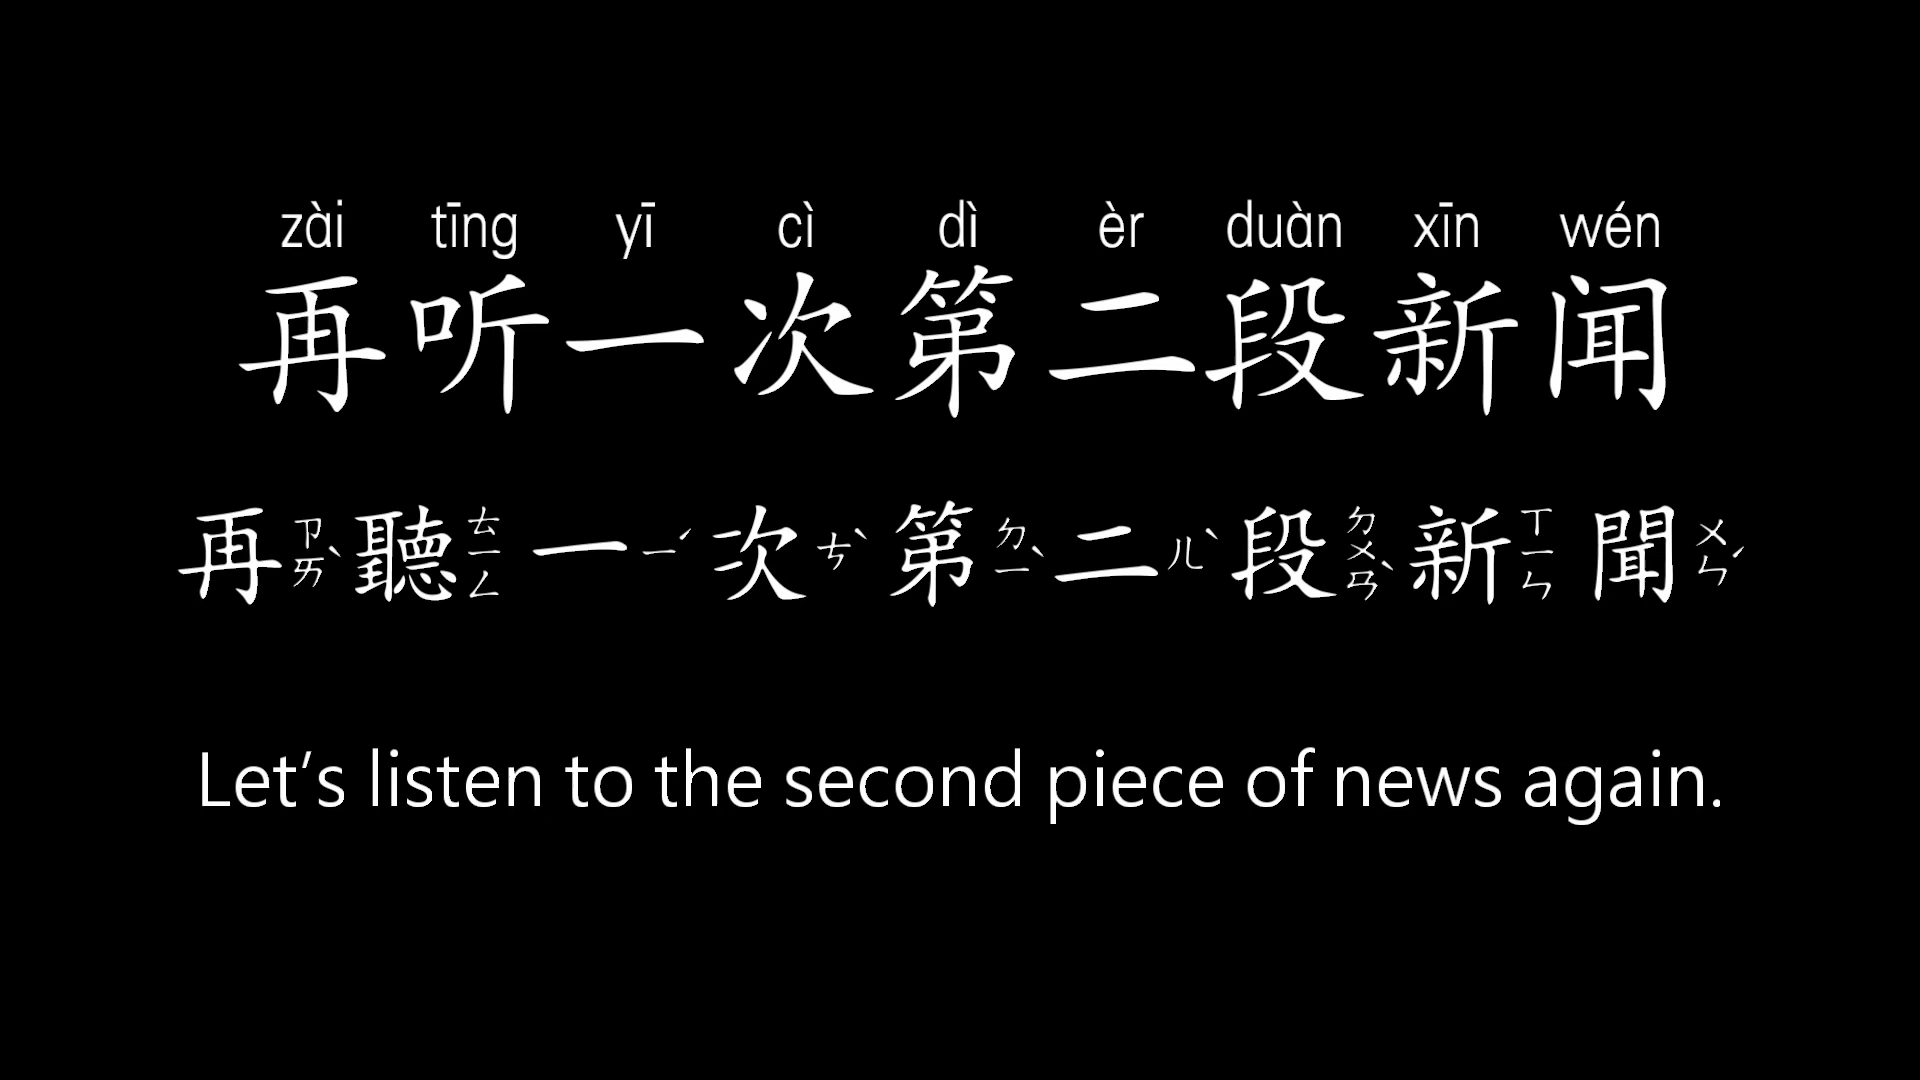 zài tīng yī cì dì èr duàn xīn wén
再听一次第二段新闻
再ㄗㄞˋ聽ㄊㄧㄥ一ㄧˊ次ㄘˋ第ㄉㄧˋ二ㄦˋ段ㄉㄨㄢˋ新ㄒㄧㄣ聞ㄨㄣˊ
Let’s listen to the second piece of news again.